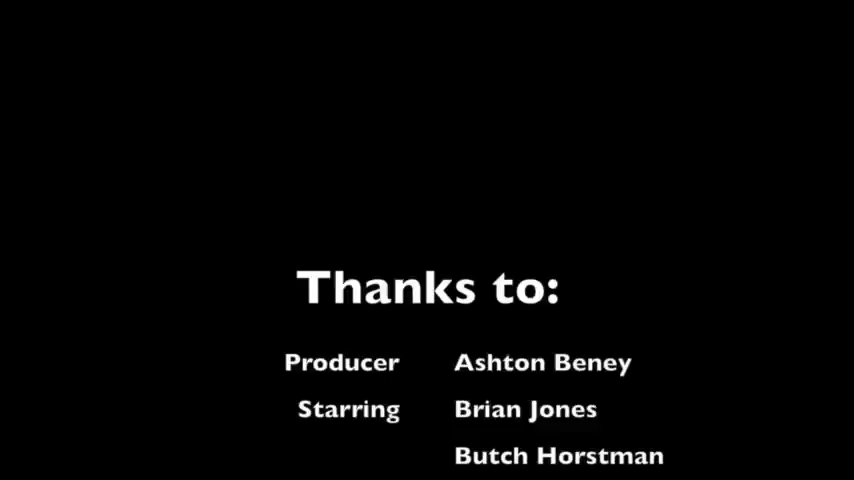 Thanks to:
Producer Ashton Beney
Starring Brian Jones
Butch Horstman